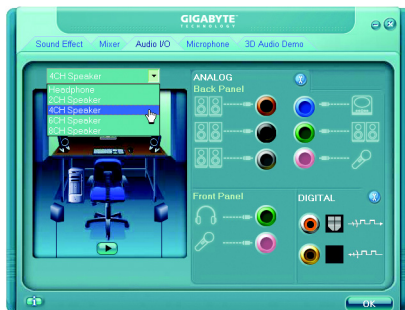 GIGABYTE
TECHNOLOGY
Sound Effect
Mixer
Audio I/O
Microphone
3D Audio Demo
4CH Speaker
Headphone
2CH Speaker
4CH Speaker
6CH Speaker
8CH Speaker
ANALOG
Back Panel
Front Panel
DIGITAL
OK